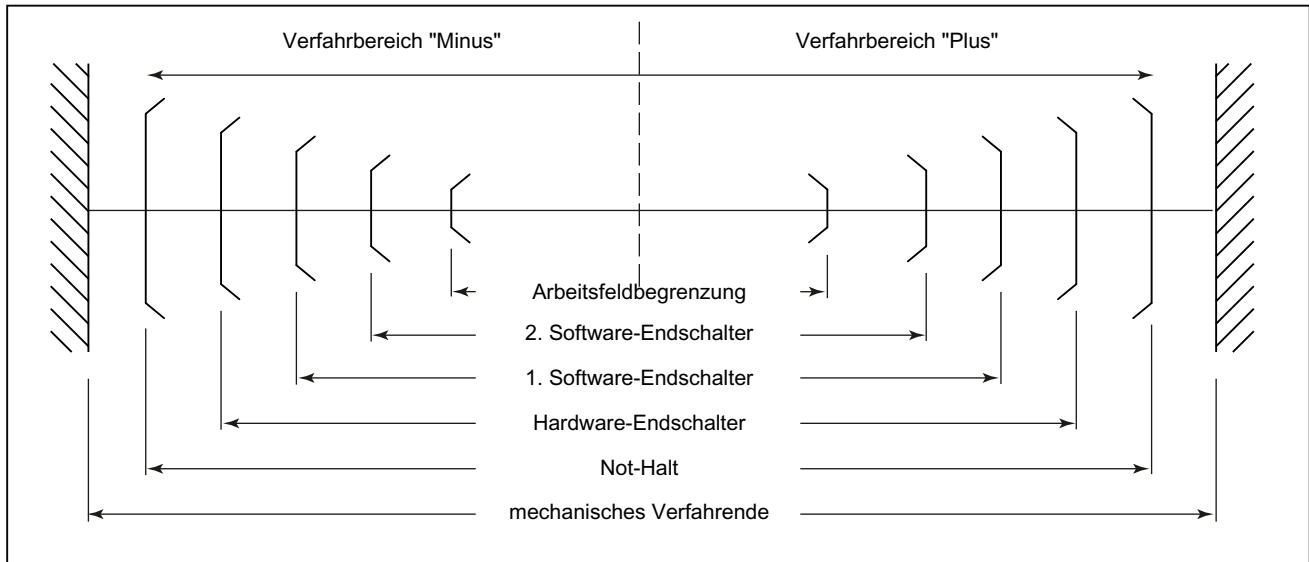 Verfahrbereich "Minus"
Verfahrbereich "Plus"
Arbeitsfeldbegrenzung
2. Software-Endschalter
1. Software-Endschalter
Hardware-Endschalter
Not-Halt
mechanisches Verfahrende